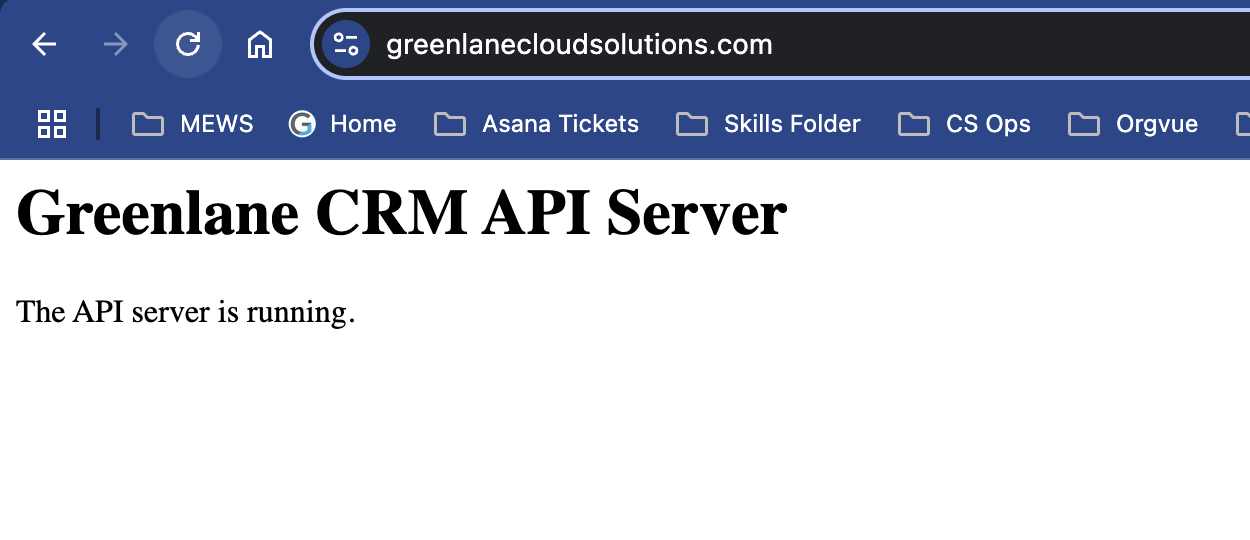 greenlanecloudsolutions.com
MEWS Home Asana Tickets Skills Folder CS Ops Orgvue
Greenlane CRM API Server
The API server is running.